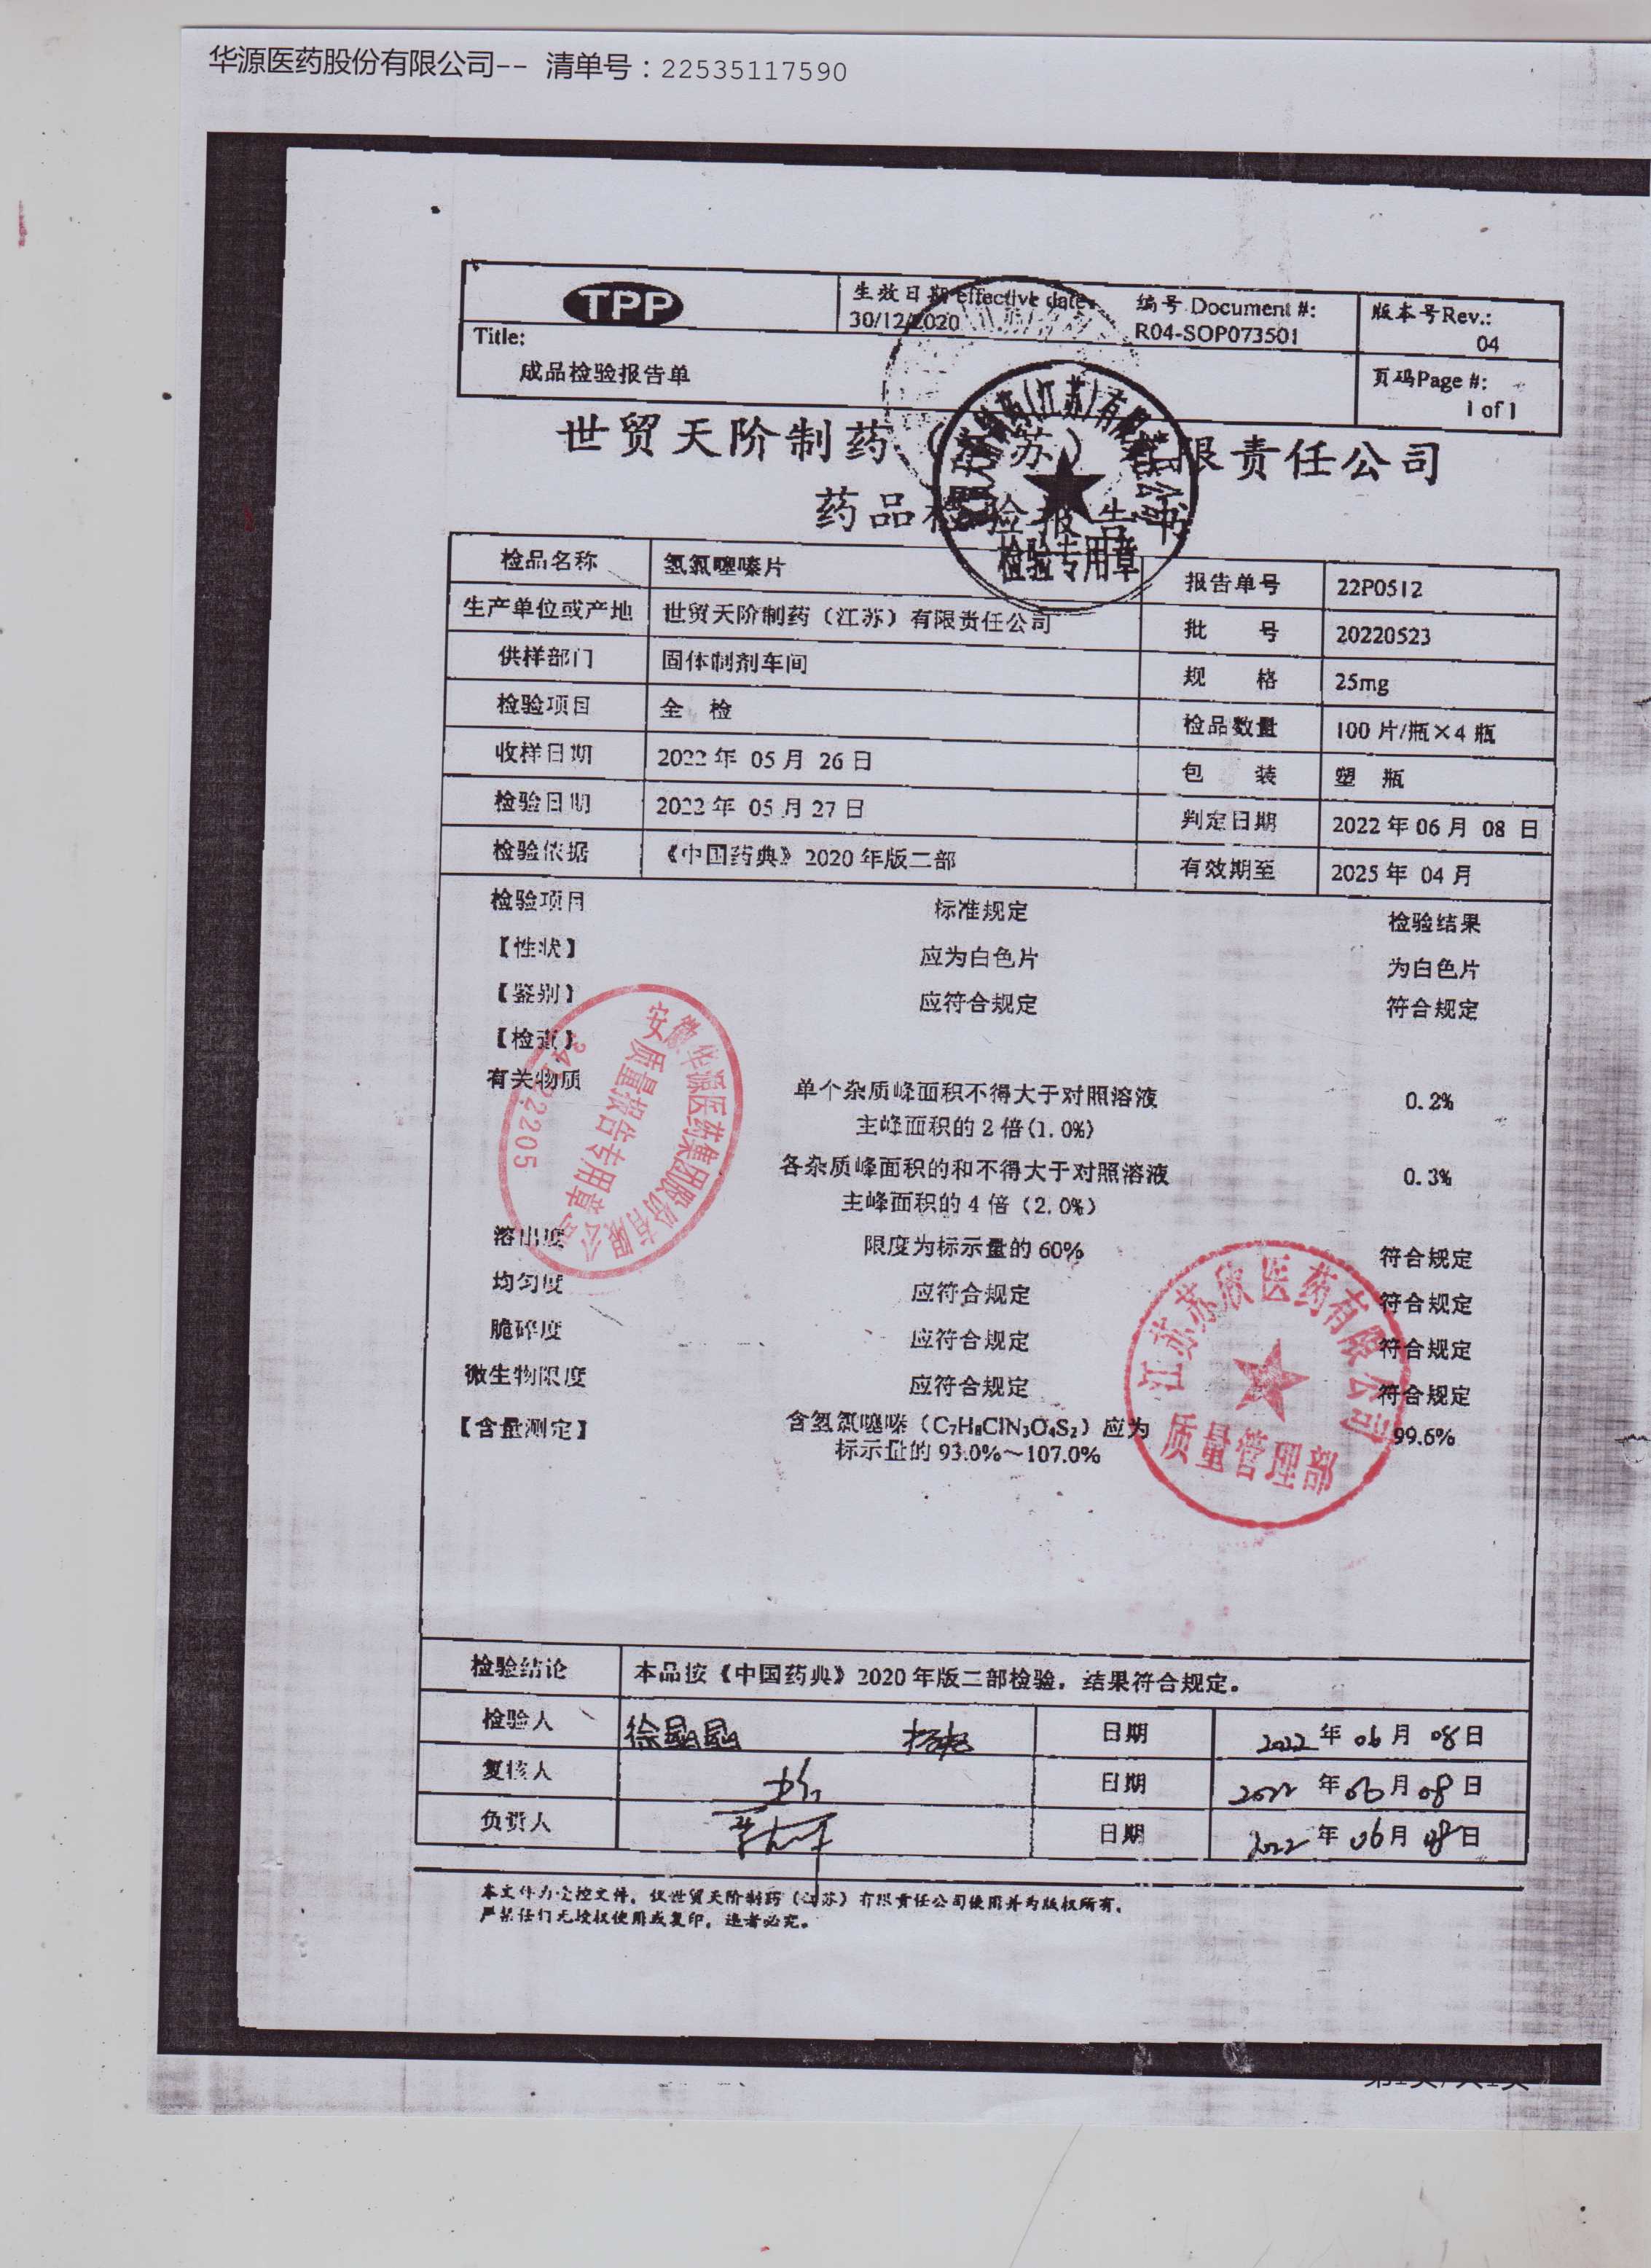 华源医药股份有限公司-- 清单号：22535117590
TPP
生效日期 effective date:
30/12/2020
编号 Document #:
R04-SOP073501
版本号Rev.:
04
Title:
成品检验报告单
页码Page #:
1 of 1
世贸天阶制药（江苏）有限责任公司
药品检验报告书
检验专用章
检品名称 氢氯噻嗪片 报告单号 22P0512
生产单位或产地 世贸天阶制药（江苏）有限责任公司 批 号 20220523
供样部门 固体制剂车间 规 格 25mg
检验项目 全 检 检品数量 100 片/瓶×4 瓶
收样日期 2022 年 05 月 26 日 包 装 塑 瓶
检验日期 2022 年 05 月 27 日 判定日期 2022 年 06 月 08 日
检验依据 《中国药典》2020 年版二部 有效期至 2025 年 04 月
检验项目 标准规定 检验结果
【性状】 应为白色片 为白色片
【鉴别】 应符合规定 符合规定
【检查】
有关物质 单个杂质峰面积不得大于对照溶液 0.2%
主峰面积的 2 倍(1.0%)
各杂质峰面积的和不得大于对照溶液 0.3%
主峰面积的 4 倍（2.0%）
溶出度 限度为标示量的 60% 符合规定
均匀度 应符合规定 符合规定
脆碎度 应符合规定 符合规定
微生物限度 应符合规定 符合规定
【含量测定】 含氢氯噻嗪（C₇H₈ClN₃O₄S₂）应为 99.6%
标示量的 93.0%～107.0%
安徽华源医药集团股份有限公司
质量报告专用章
江苏苏欣医药有限公司
质量管理部
检验结论 本品按《中国药典》2020 年版二部检验，结果符合规定。
检验人 徐晶晶 日期 2022 年 06 月 08 日
复核人 日期 2022 年 06 月 08 日
负责人 日期 2022 年 06 月 08 日
本文件为受控文件，仅世贸天阶制药（江苏）有限责任公司使用并为版权所有，
严禁任何无授权使用或复印，违者必究。